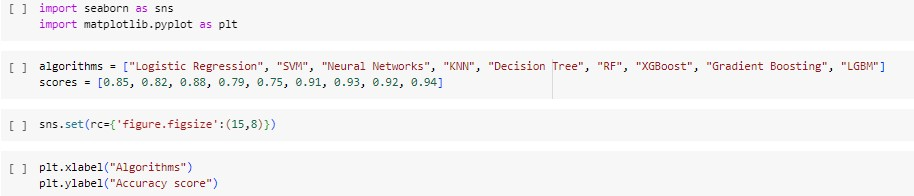 [ ] import seaborn as sns
import matplotlib.pyplot as plt
[ ] algorithms = ["Logistic Regression", "SVM", "Neural Networks", "KNN", "Decision Tree", "RF", "XGBoost", "Gradient Boosting", "LGBM"]
scores = [0.85, 0.82, 0.88, 0.79, 0.75, 0.91, 0.93, 0.92, 0.94]
[ ] sns.set(rc={'figure.figsize':(15,8)})
[ ] plt.xlabel("Algorithms")
plt.ylabel("Accuracy score")